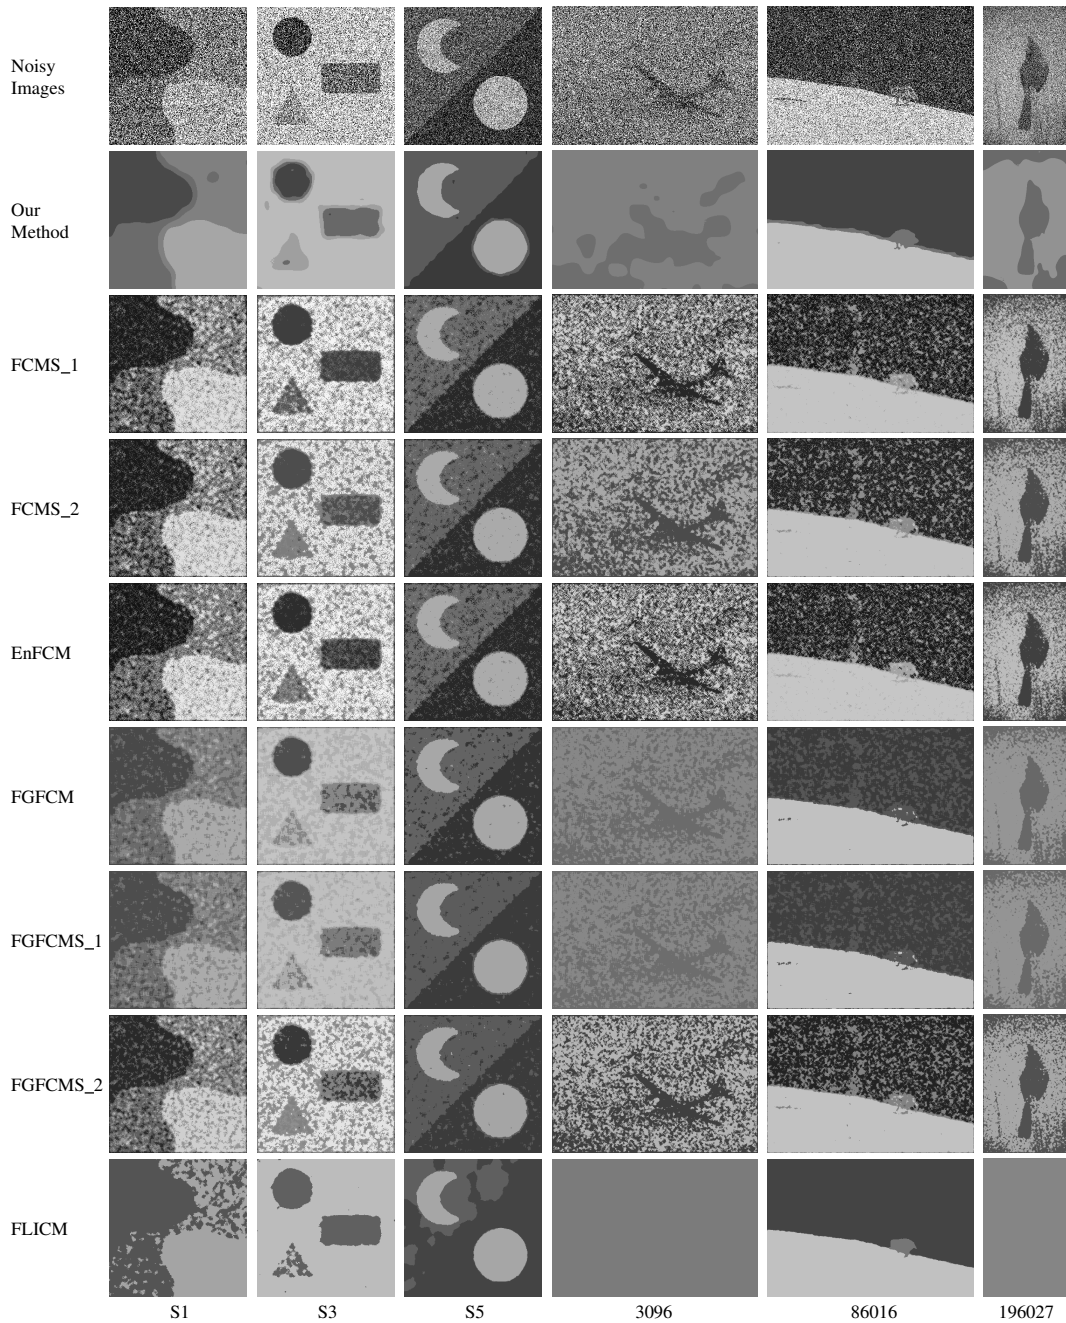 Noisy
Images
Our
Method
FCMS_1
FCMS_2
EnFCM
FGFCM
FGFCMS_1
FGFCMS_2
FLICM
S1 S3 S5 3096 86016 196027